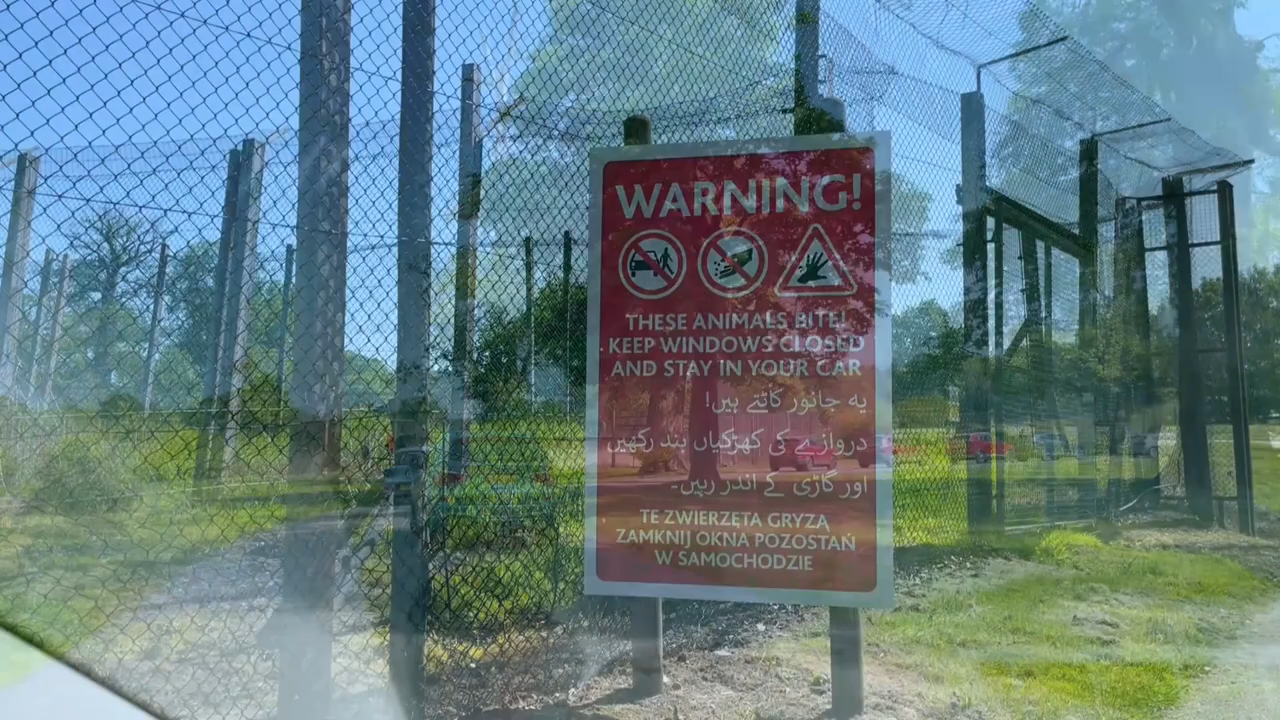 WARNING!
THESE ANIMALS BITE!
KEEP WINDOWS CLOSED
AND STAY IN YOUR CAR
یہ جانور کاٹتے ہیں!
دروازے کی کھڑکیاں بند رکھیں
اور گاڑی کے اندر رہیں۔
TE ZWIERZĘTA GRYZĄ
ZAMKNIJ OKNA POZOSTAŃ
W SAMOCHODZIE